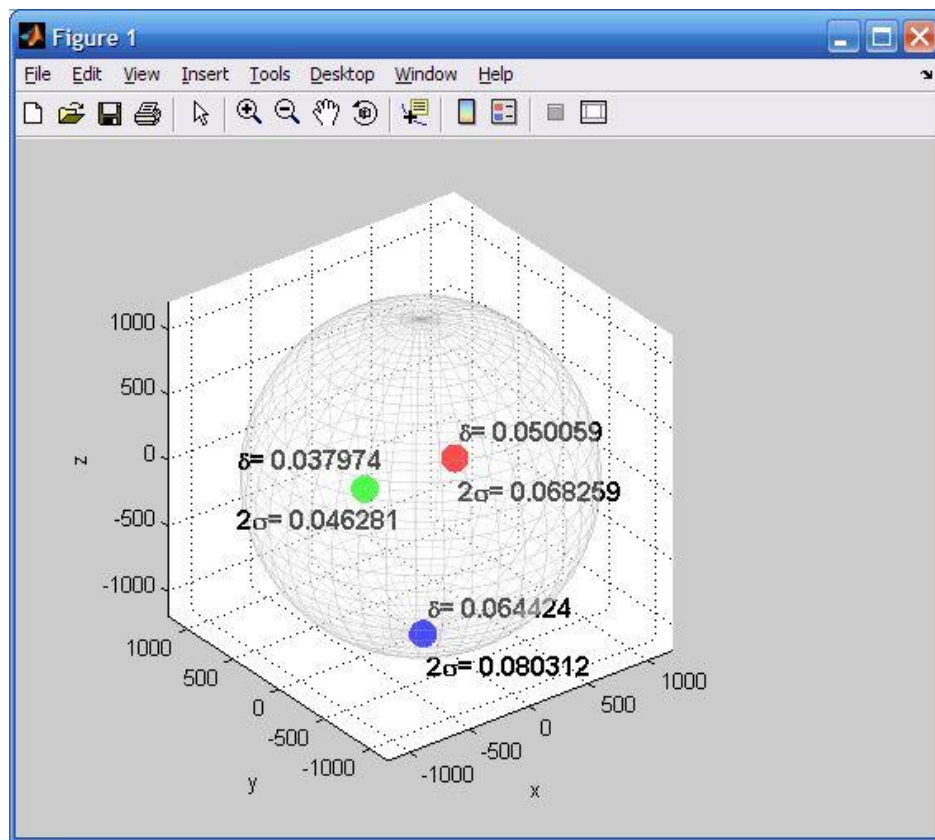 Figure 1
File Edit View Insert Tools Desktop Window Help
1000
500
0
-500
-1000
z
δ= 0.050059
δ= 0.037974
2σ= 0.068259
2σ= 0.046281
δ= 0.064424
2σ= 0.080312
1000
500
0
-500
-1000
y
-1000
-500
0
500
1000
x